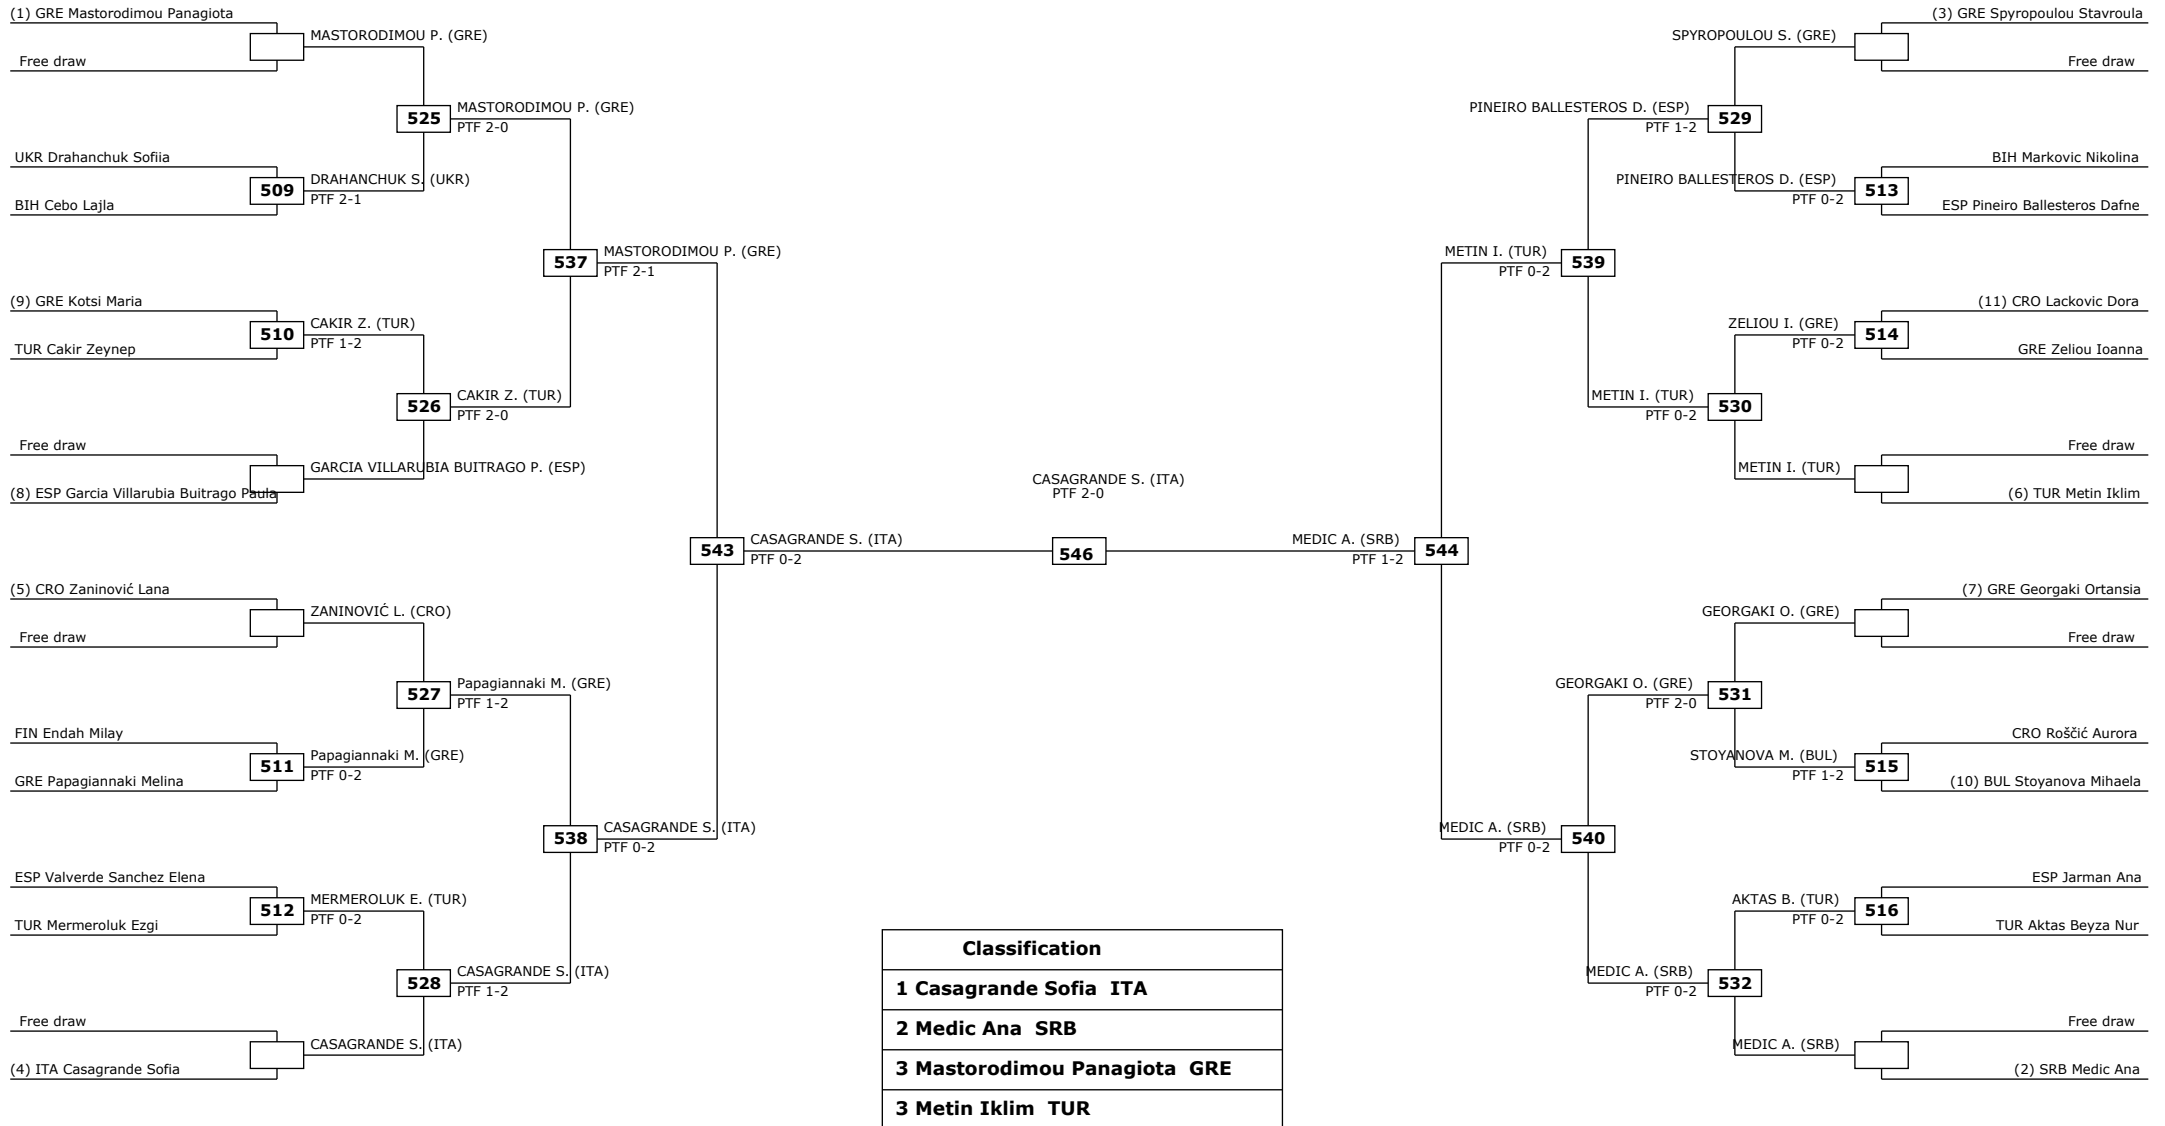 (1) GRE Mastorodimou Panagiota
MASTORODIMOU P. (GRE)
Free draw
525
MASTORODIMOU P. (GRE)
PTF 2-0
UKR Drahanchuk Sofiia
509
DRAHANCHUK S. (UKR)
PTF 2-1
BIH Cebo Lajla
537
MASTORODIMOU P. (GRE)
PTF 2-1
(9) GRE Kotsi Maria
510
CAKIR Z. (TUR)
PTF 1-2
TUR Cakir Zeynep
526
CAKIR Z. (TUR)
PTF 2-0
Free draw
GARCIA VILLARUBIA BUITRAGO P. (ESP)
(8) ESP Garcia Villarubia Buitrago Paula
543
CASAGRANDE S. (ITA)
PTF 0-2
(5) CRO Zaninović Lana
ZANINOVIĆ L. (CRO)
Free draw
527
Papagiannaki M. (GRE)
PTF 1-2
FIN Endah Milay
511
Papagiannaki M. (GRE)
PTF 0-2
GRE Papagiannaki Melina
538
CASAGRANDE S. (ITA)
PTF 0-2
ESP Valverde Sanchez Elena
512
MERMEROLUK E. (TUR)
PTF 0-2
TUR Mermeroluk Ezgi
528
CASAGRANDE S. (ITA)
PTF 1-2
Free draw
CASAGRANDE S. (ITA)
(4) ITA Casagrande Sofia
CASAGRANDE S. (ITA)
PTF 2-0
546
(3) GRE Spyropoulou Stavroula
SPYROPOULOU S. (GRE)
Free draw
PINEIRO BALLESTEROS D. (ESP)
PTF 1-2
529
BIH Markovic Nikolina
PINEIRO BALLESTEROS D. (ESP)
PTF 0-2
513
ESP Pineiro Ballesteros Dafne
METIN I. (TUR)
PTF 0-2
539
(11) CRO Lackovic Dora
ZELIOU I. (GRE)
PTF 0-2
514
GRE Zeliou Ioanna
METIN I. (TUR)
PTF 0-2
530
Free draw
METIN I. (TUR)
(6) TUR Metin Iklim
MEDIC A. (SRB)
PTF 1-2
544
(7) GRE Georgaki Ortansia
GEORGAKI O. (GRE)
Free draw
GEORGAKI O. (GRE)
PTF 2-0
531
CRO Roščić Aurora
STOYANOVA M. (BUL)
PTF 1-2
515
(10) BUL Stoyanova Mihaela
MEDIC A. (SRB)
PTF 0-2
540
ESP Jarman Ana
AKTAS B. (TUR)
PTF 0-2
516
TUR Aktas Beyza Nur
MEDIC A. (SRB)
PTF 0-2
532
Free draw
MEDIC A. (SRB)
(2) SRB Medic Ana
Classification
1 Casagrande Sofia ITA
2 Medic Ana SRB
3 Mastorodimou Panagiota GRE
3 Metin Iklim TUR